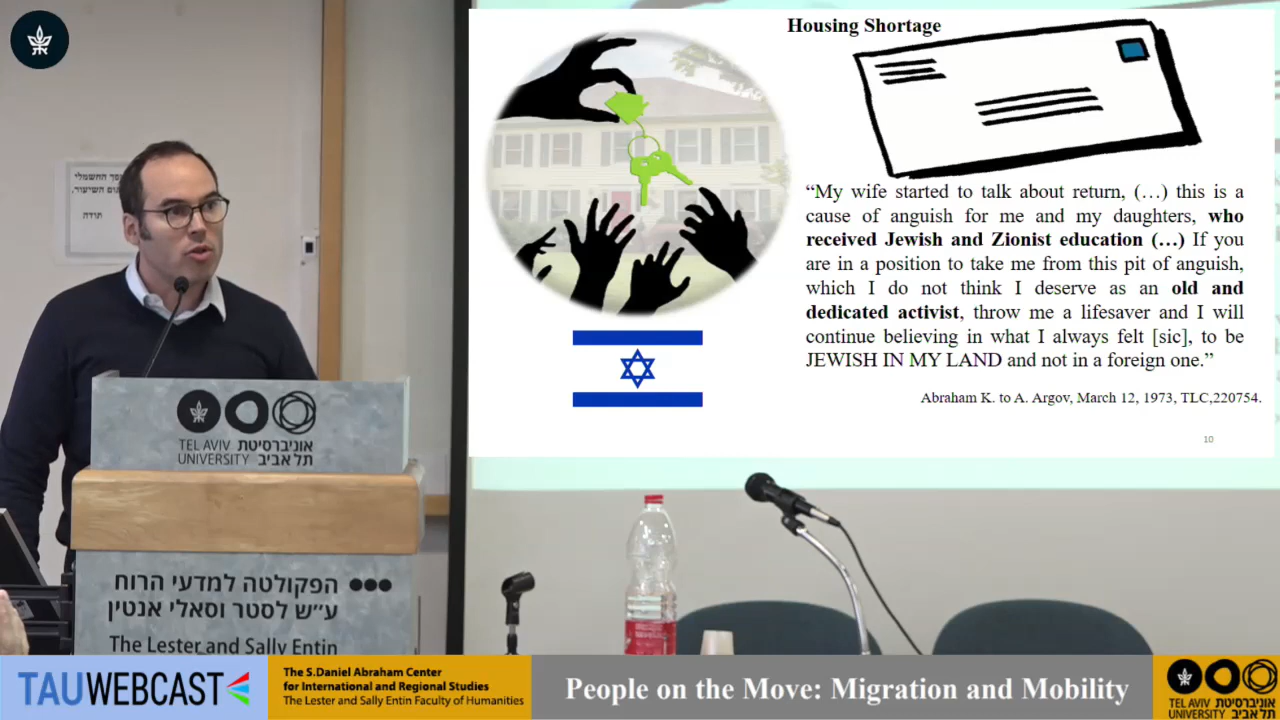 Housing Shortage
“My wife started to talk about return, (…) this is a
cause of anguish for me and my daughters, who
received Jewish and Zionist education (…) If you
are in a position to take me from this pit of anguish,
which I do not think I deserve as an old and
dedicated activist, throw me a lifesaver and I will
continue believing in what I always felt [sic], to be
JEWISH IN MY LAND and not in a foreign one.”
Abraham K. to A. Argov, March 12, 1973, TLC,220754.
10
תודה
TEL AVIV אוניברסיטת
UNIVERSITY תל אביב
הפקולטה למדעי הרוח
ע״ש לסטר וסאלי אנטין
The Lester and Sally Entin
TAUWEBCAST
The S.Daniel Abraham Center
for International and Regional Studies
The Lester and Sally Entin Faculty of Humanities
People on the Move: Migration and Mobility
TEL AVIV אוניברסיטת
UNIVERSITY תל אביב